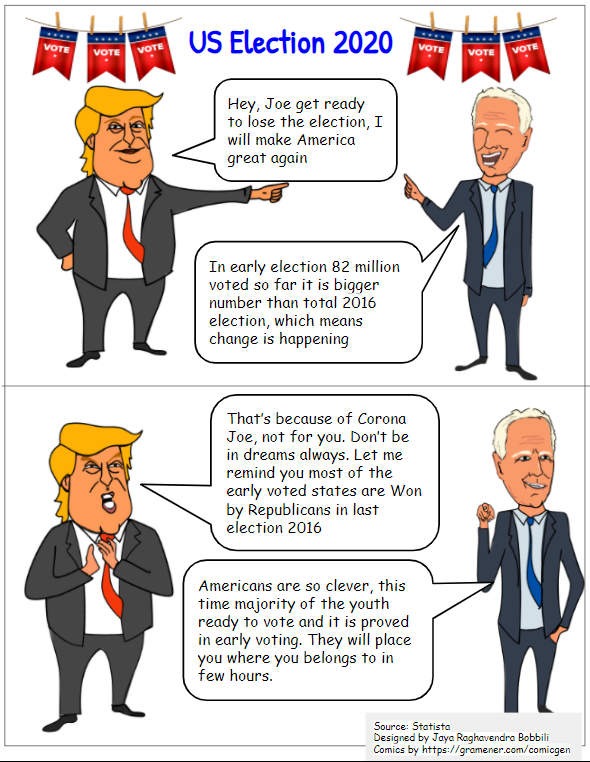 VOTE VOTE VOTE
US Election 2020
VOTE VOTE VOTE
Hey, Joe get ready
to lose the election, I
will make America
great again
In early election 82 million
voted so far it is bigger
number than total 2016
election, which means
change is happening
That's because of Corona
Joe, not for you. Don't be
in dreams always. Let me
remind you most of the
early voted states are Won
by Republicans in last
election 2016
Americans are so clever, this
time majority of the youth
ready to vote and it is proved
in early voting. They will place
you where you belongs to in
few hours.
Source: Statista
Designed by Jaya Raghavendra Bobbili
Comics by https://gramener.com/comicgen